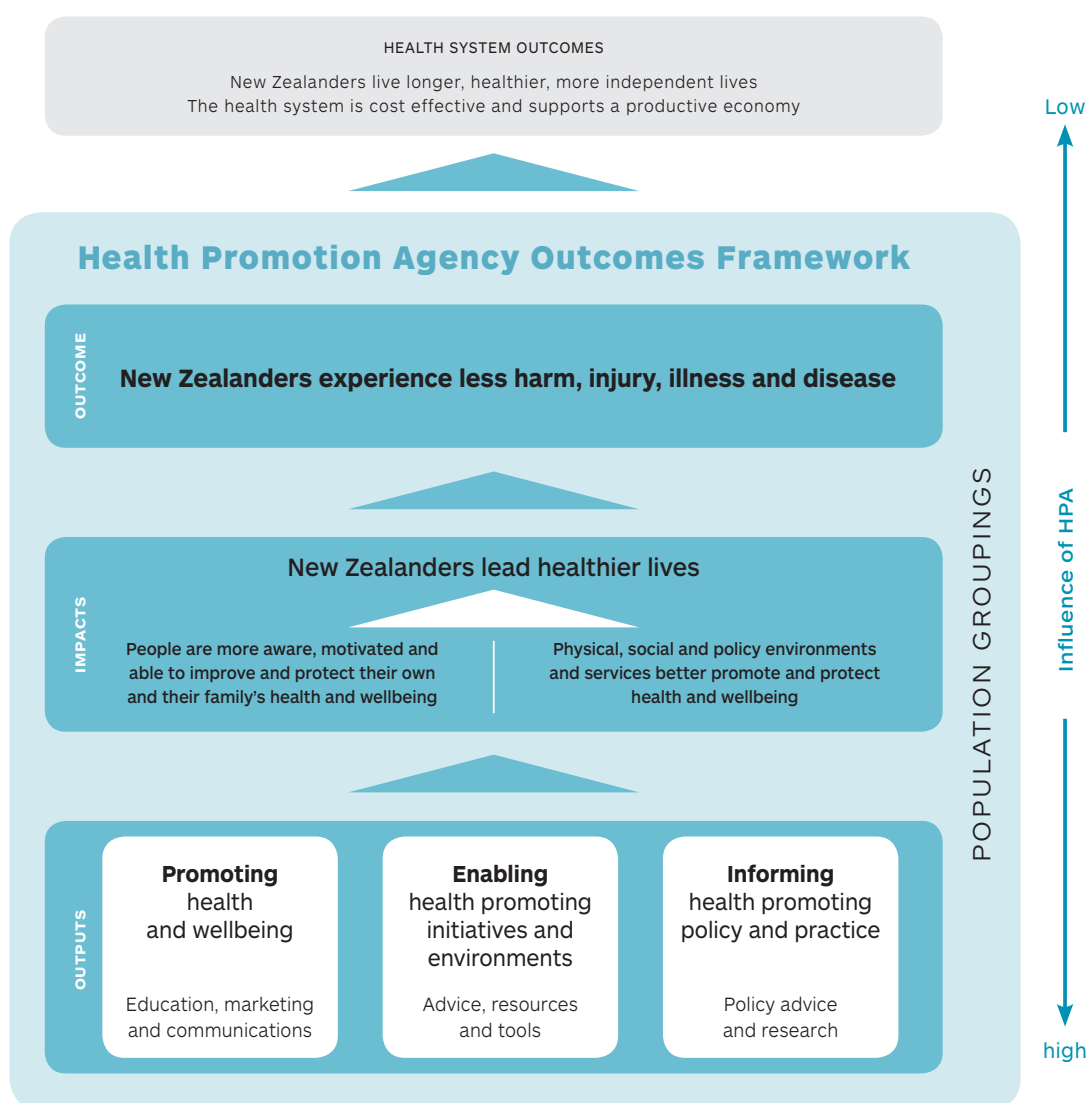 HEALTH SYSTEM OUTCOMES
New Zealanders live longer, healthier, more independent lives
The health system is cost effective and supports a productive economy
Low
Health Promotion Agency Outcomes Framework
OUTCOME
New Zealanders experience less harm, injury, illness and disease
IMPACTS
New Zealanders lead healthier lives
People are more aware, motivated and
able to improve and protect their own
and their family's health and wellbeing
Physical, social and policy environments
and services better promote and protect
health and wellbeing
POPULATION GROUPINGS
Influence of HPA
OUTPUTS
Promoting
health
and wellbeing
Education, marketing
and communications
Enabling
health promoting
initiatives and
environments
Advice, resources
and tools
Informing
health promoting
policy and practice
Policy advice
and research
high